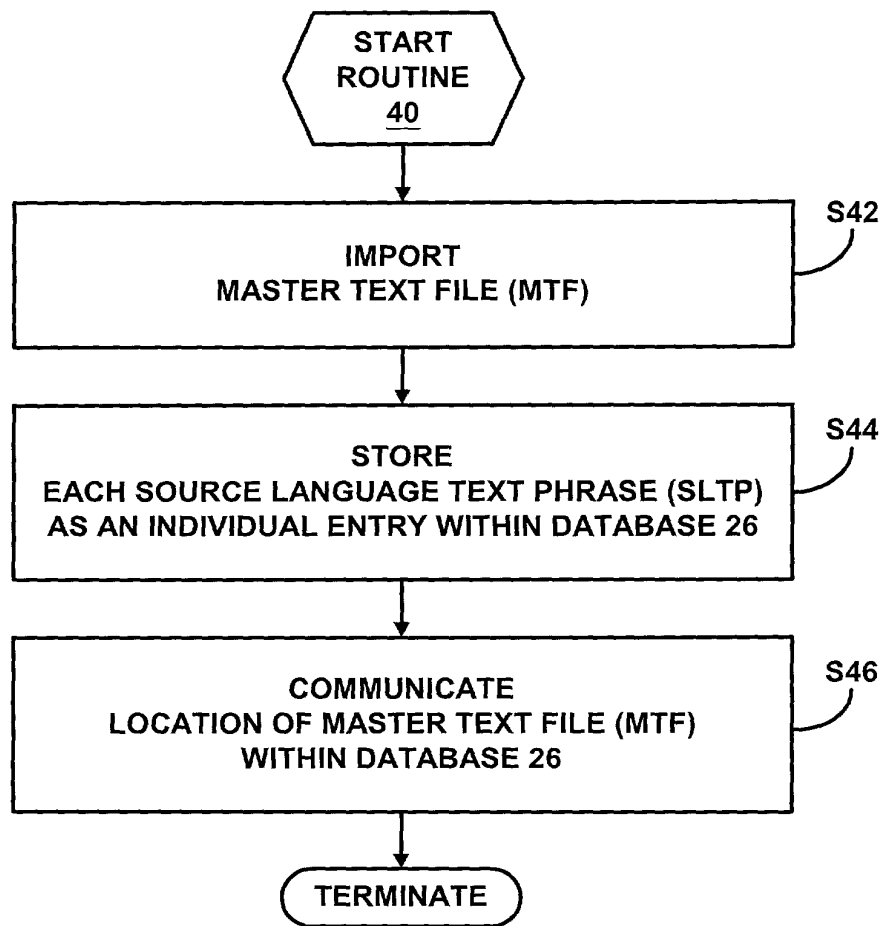 START
ROUTINE
40
S42
IMPORT
MASTER TEXT FILE (MTF)
S44
STORE
EACH SOURCE LANGUAGE TEXT PHRASE (SLTP)
AS AN INDIVIDUAL ENTRY WITHIN DATABASE 26
S46
COMMUNICATE
LOCATION OF MASTER TEXT FILE (MTF)
WITHIN DATABASE 26
TERMINATE